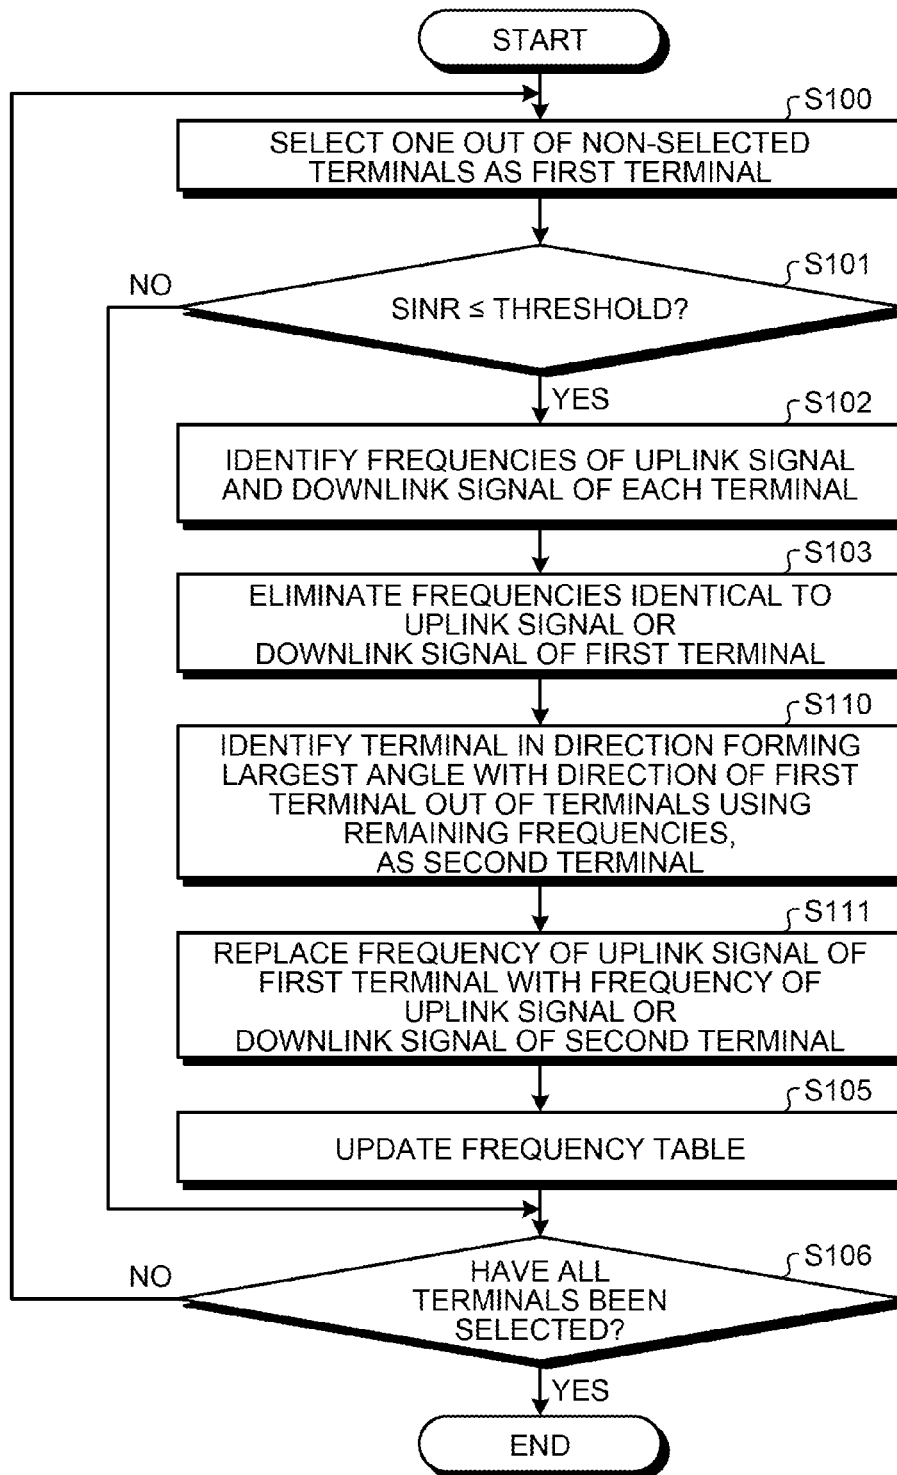 START
S100
SELECT ONE OUT OF NON-SELECTED
TERMINALS AS FIRST TERMINAL
S101
NO
SINR ≤ THRESHOLD?
YES
S102
IDENTIFY FREQUENCIES OF UPLINK SIGNAL
AND DOWNLINK SIGNAL OF EACH TERMINAL
S103
ELIMINATE FREQUENCIES IDENTICAL TO
UPLINK SIGNAL OR
DOWNLINK SIGNAL OF FIRST TERMINAL
S110
IDENTIFY TERMINAL IN DIRECTION FORMING
LARGEST ANGLE WITH DIRECTION OF FIRST
TERMINAL OUT OF TERMINALS USING
REMAINING FREQUENCIES,
AS SECOND TERMINAL
S111
REPLACE FREQUENCY OF UPLINK SIGNAL OF
FIRST TERMINAL WITH FREQUENCY OF
UPLINK SIGNAL OR
DOWNLINK SIGNAL OF SECOND TERMINAL
S105
UPDATE FREQUENCY TABLE
S106
NO
HAVE ALL
TERMINALS BEEN
SELECTED?
YES
END